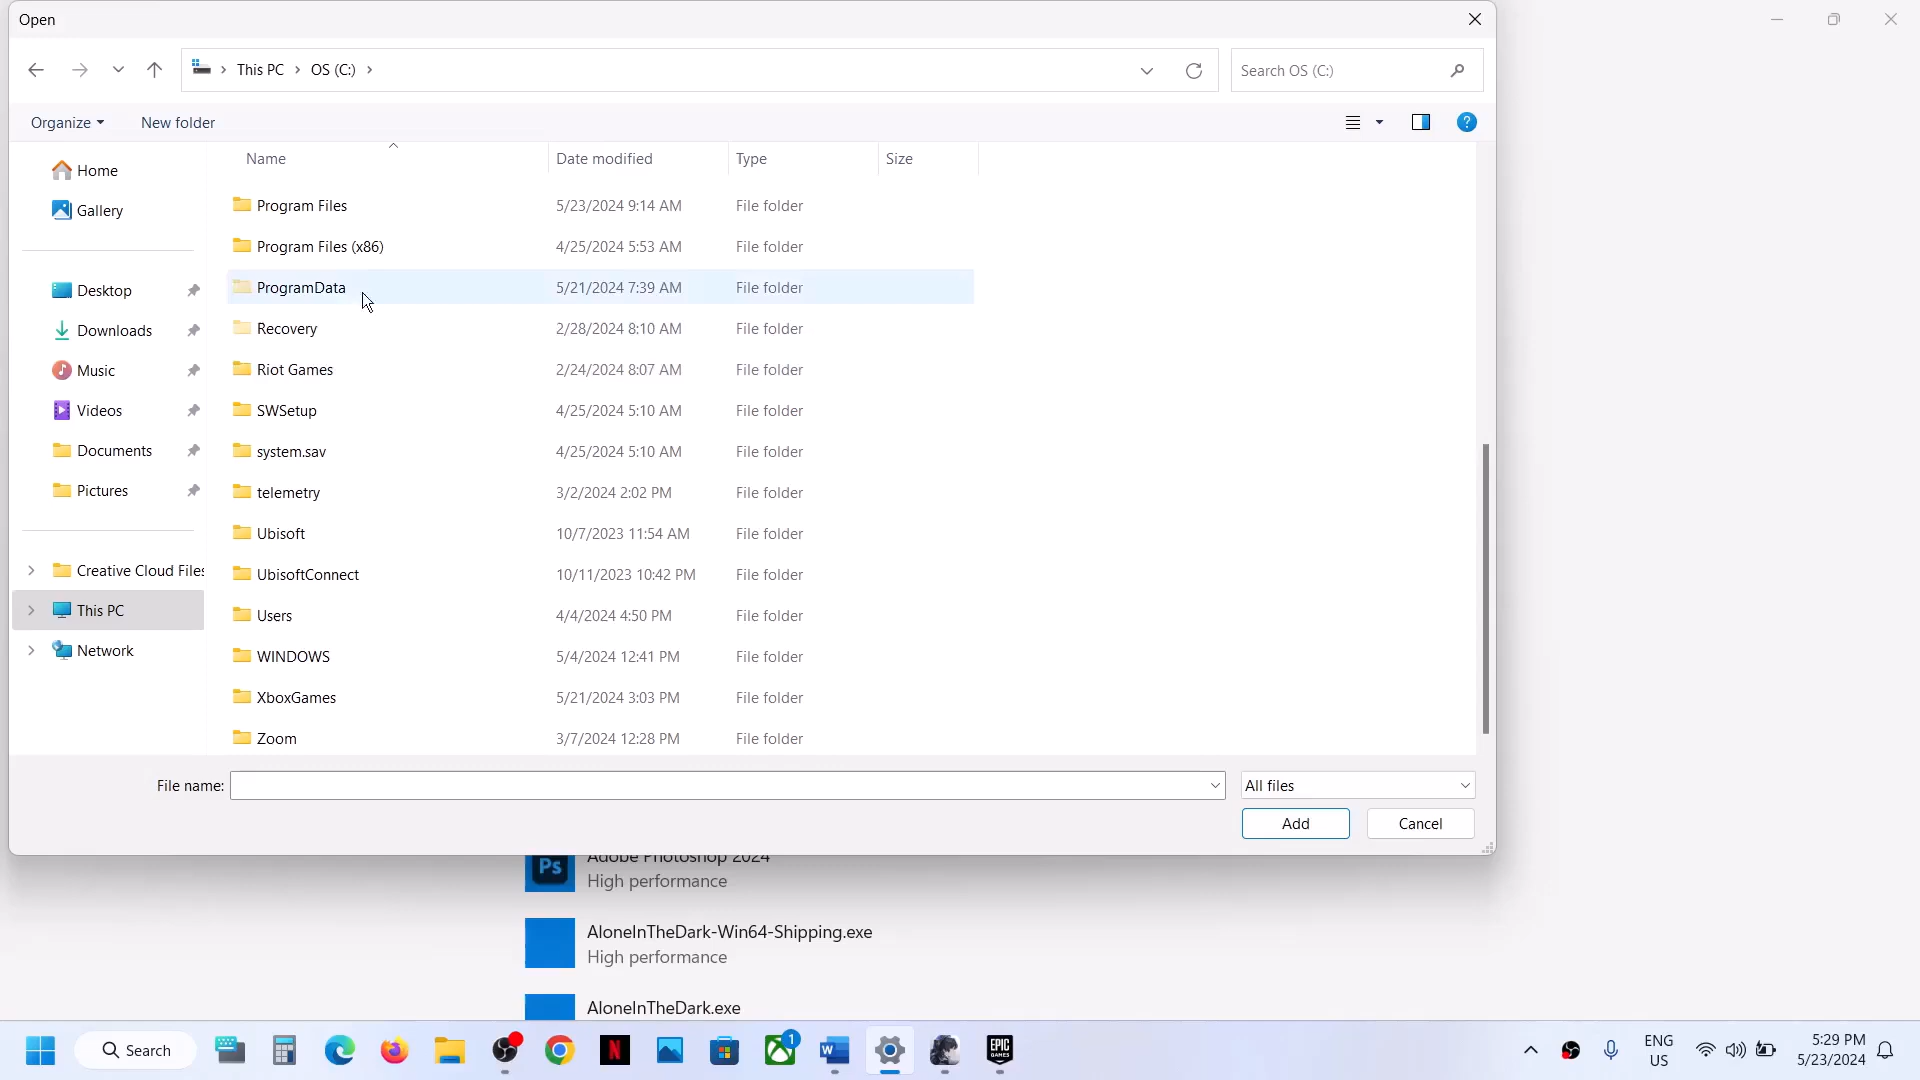 Open
This PC > OS (C:) >
Search OS (C:)
Organize
New folder
Name Date modified Type Size
Home
Gallery
Desktop
Downloads
Music
Videos
Documents
Pictures
Creative Cloud Files
This PC
Network
Program Files 5/23/2024 9:14 AM File folder
Program Files (x86) 4/25/2024 5:53 AM File folder
ProgramData 5/21/2024 7:39 AM File folder
Recovery 2/28/2024 8:10 AM File folder
Riot Games 2/24/2024 8:07 AM File folder
SWSetup 4/25/2024 5:10 AM File folder
system.sav 4/25/2024 5:10 AM File folder
telemetry 3/2/2024 2:02 PM File folder
Ubisoft 10/7/2023 11:54 AM File folder
UbisoftConnect 10/11/2023 10:42 PM File folder
Users 4/4/2024 4:50 PM File folder
WINDOWS 5/4/2024 12:41 PM File folder
XboxGames 5/21/2024 3:03 PM File folder
Zoom 3/7/2024 12:28 PM File folder
File name:
All files
Add
Cancel
Ps
Adobe Photoshop 2024
High performance
AloneInTheDark-Win64-Shipping.exe
High performance
AloneInTheDark.exe
Search
N
1
W
EPIC
GAMES
ENG
US
5:29 PM
5/23/2024